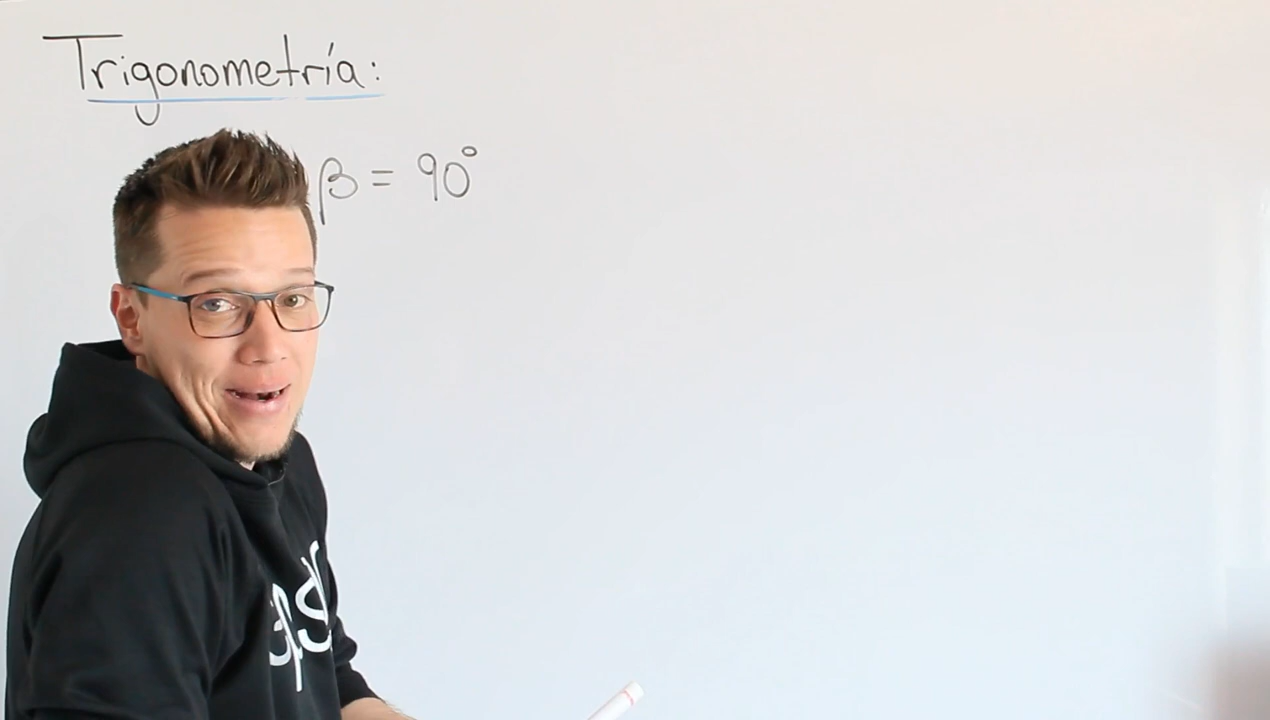 Trigonometría:
β = 90°